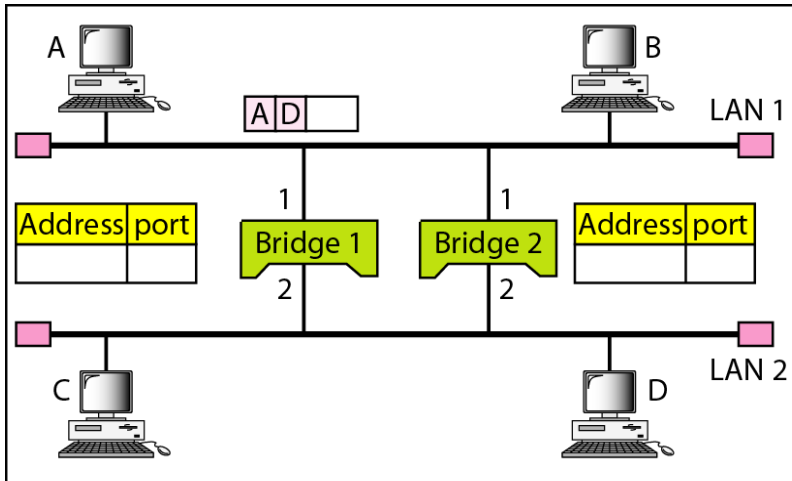 A
B
A D
LAN 1
1
1
Address port
Bridge 1
Bridge 2
Address port
2
2
C
D
LAN 2